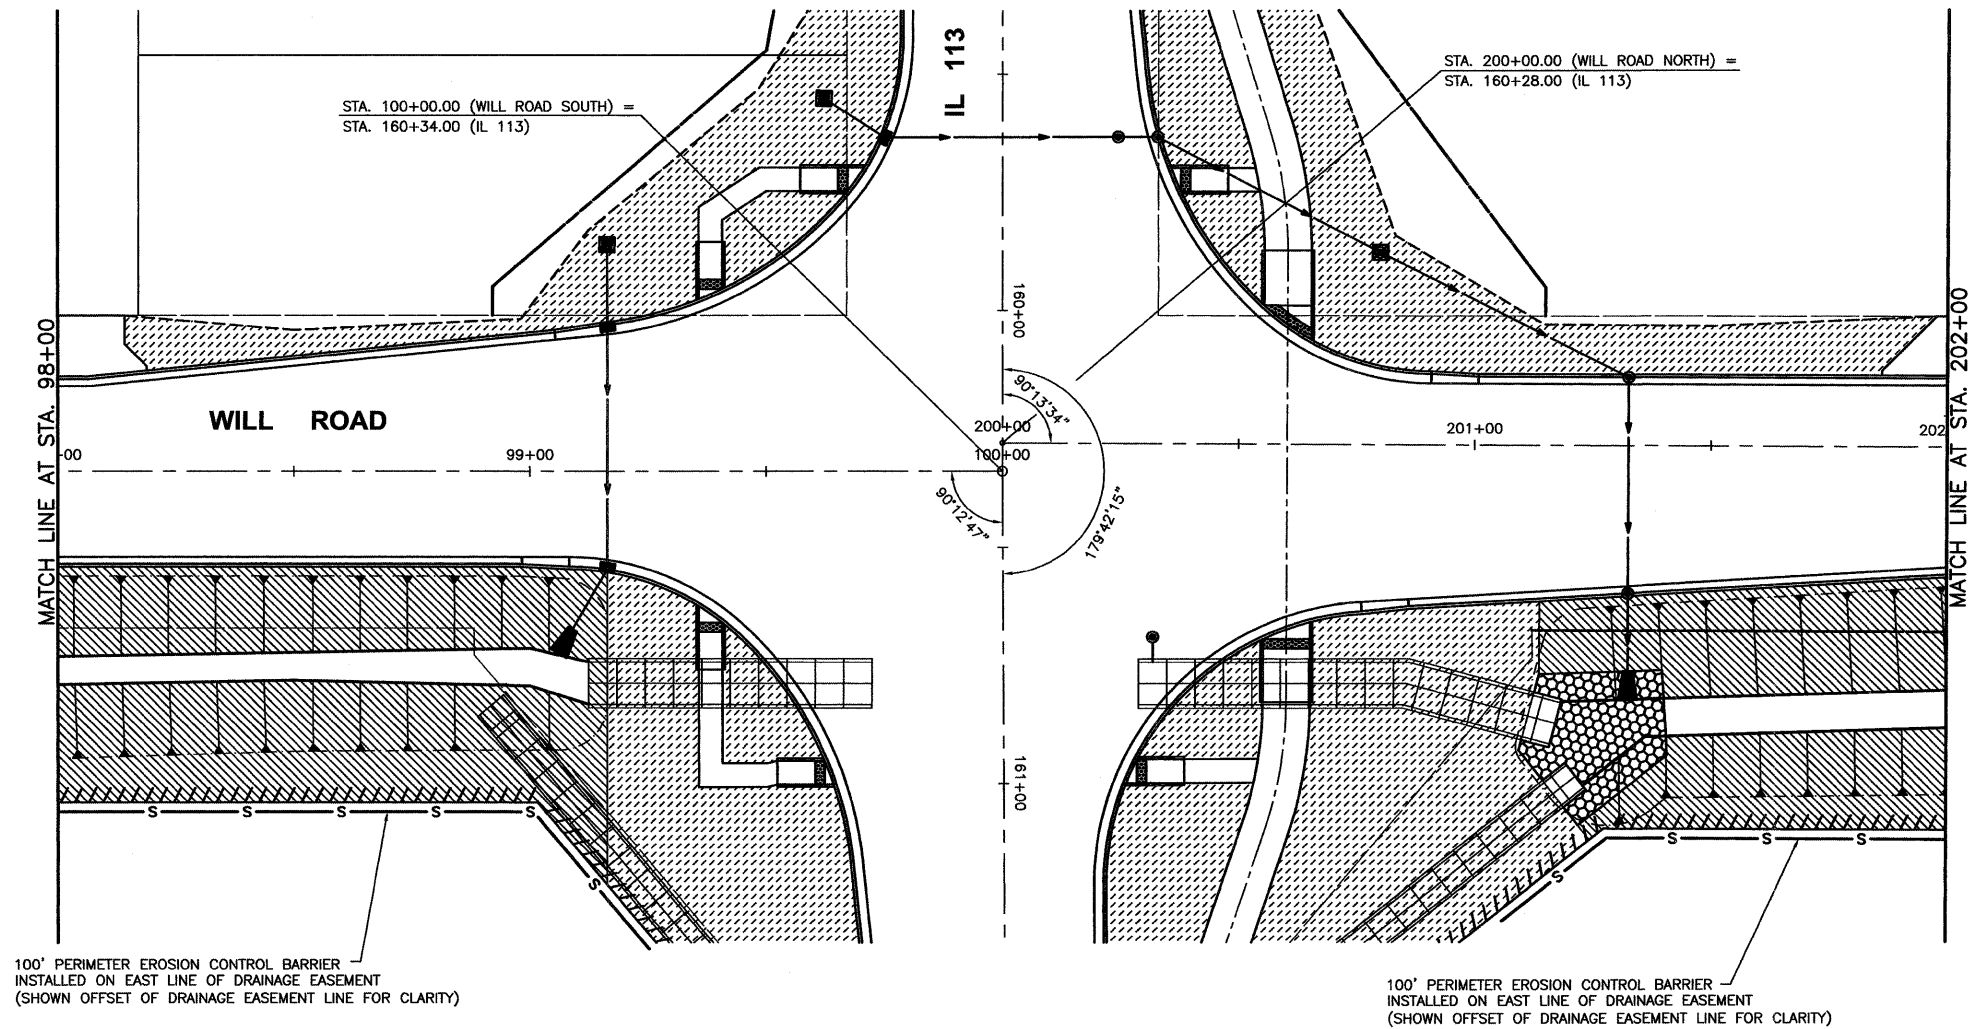 IL 113
STA. 100+00.00 (WILL ROAD SOUTH) =
STA. 160+34.00 (IL 113)
STA. 200+00.00 (WILL ROAD NORTH) =
STA. 160+28.00 (IL 113)
160+00
MATCH LINE AT STA. 98+00
MATCH LINE AT STA. 202+00
WILL ROAD
90°13'34"
200+00
201+00
202
-00
99+00
100+00
90°12'47"
179°42'15"
161+00
S S S S S
S
S S S
S
100' PERIMETER EROSION CONTROL BARRIER
INSTALLED ON EAST LINE OF DRAINAGE EASEMENT
(SHOWN OFFSET OF DRAINAGE EASEMENT LINE FOR CLARITY)
100' PERIMETER EROSION CONTROL BARRIER
INSTALLED ON EAST LINE OF DRAINAGE EASEMENT
(SHOWN OFFSET OF DRAINAGE EASEMENT LINE FOR CLARITY)